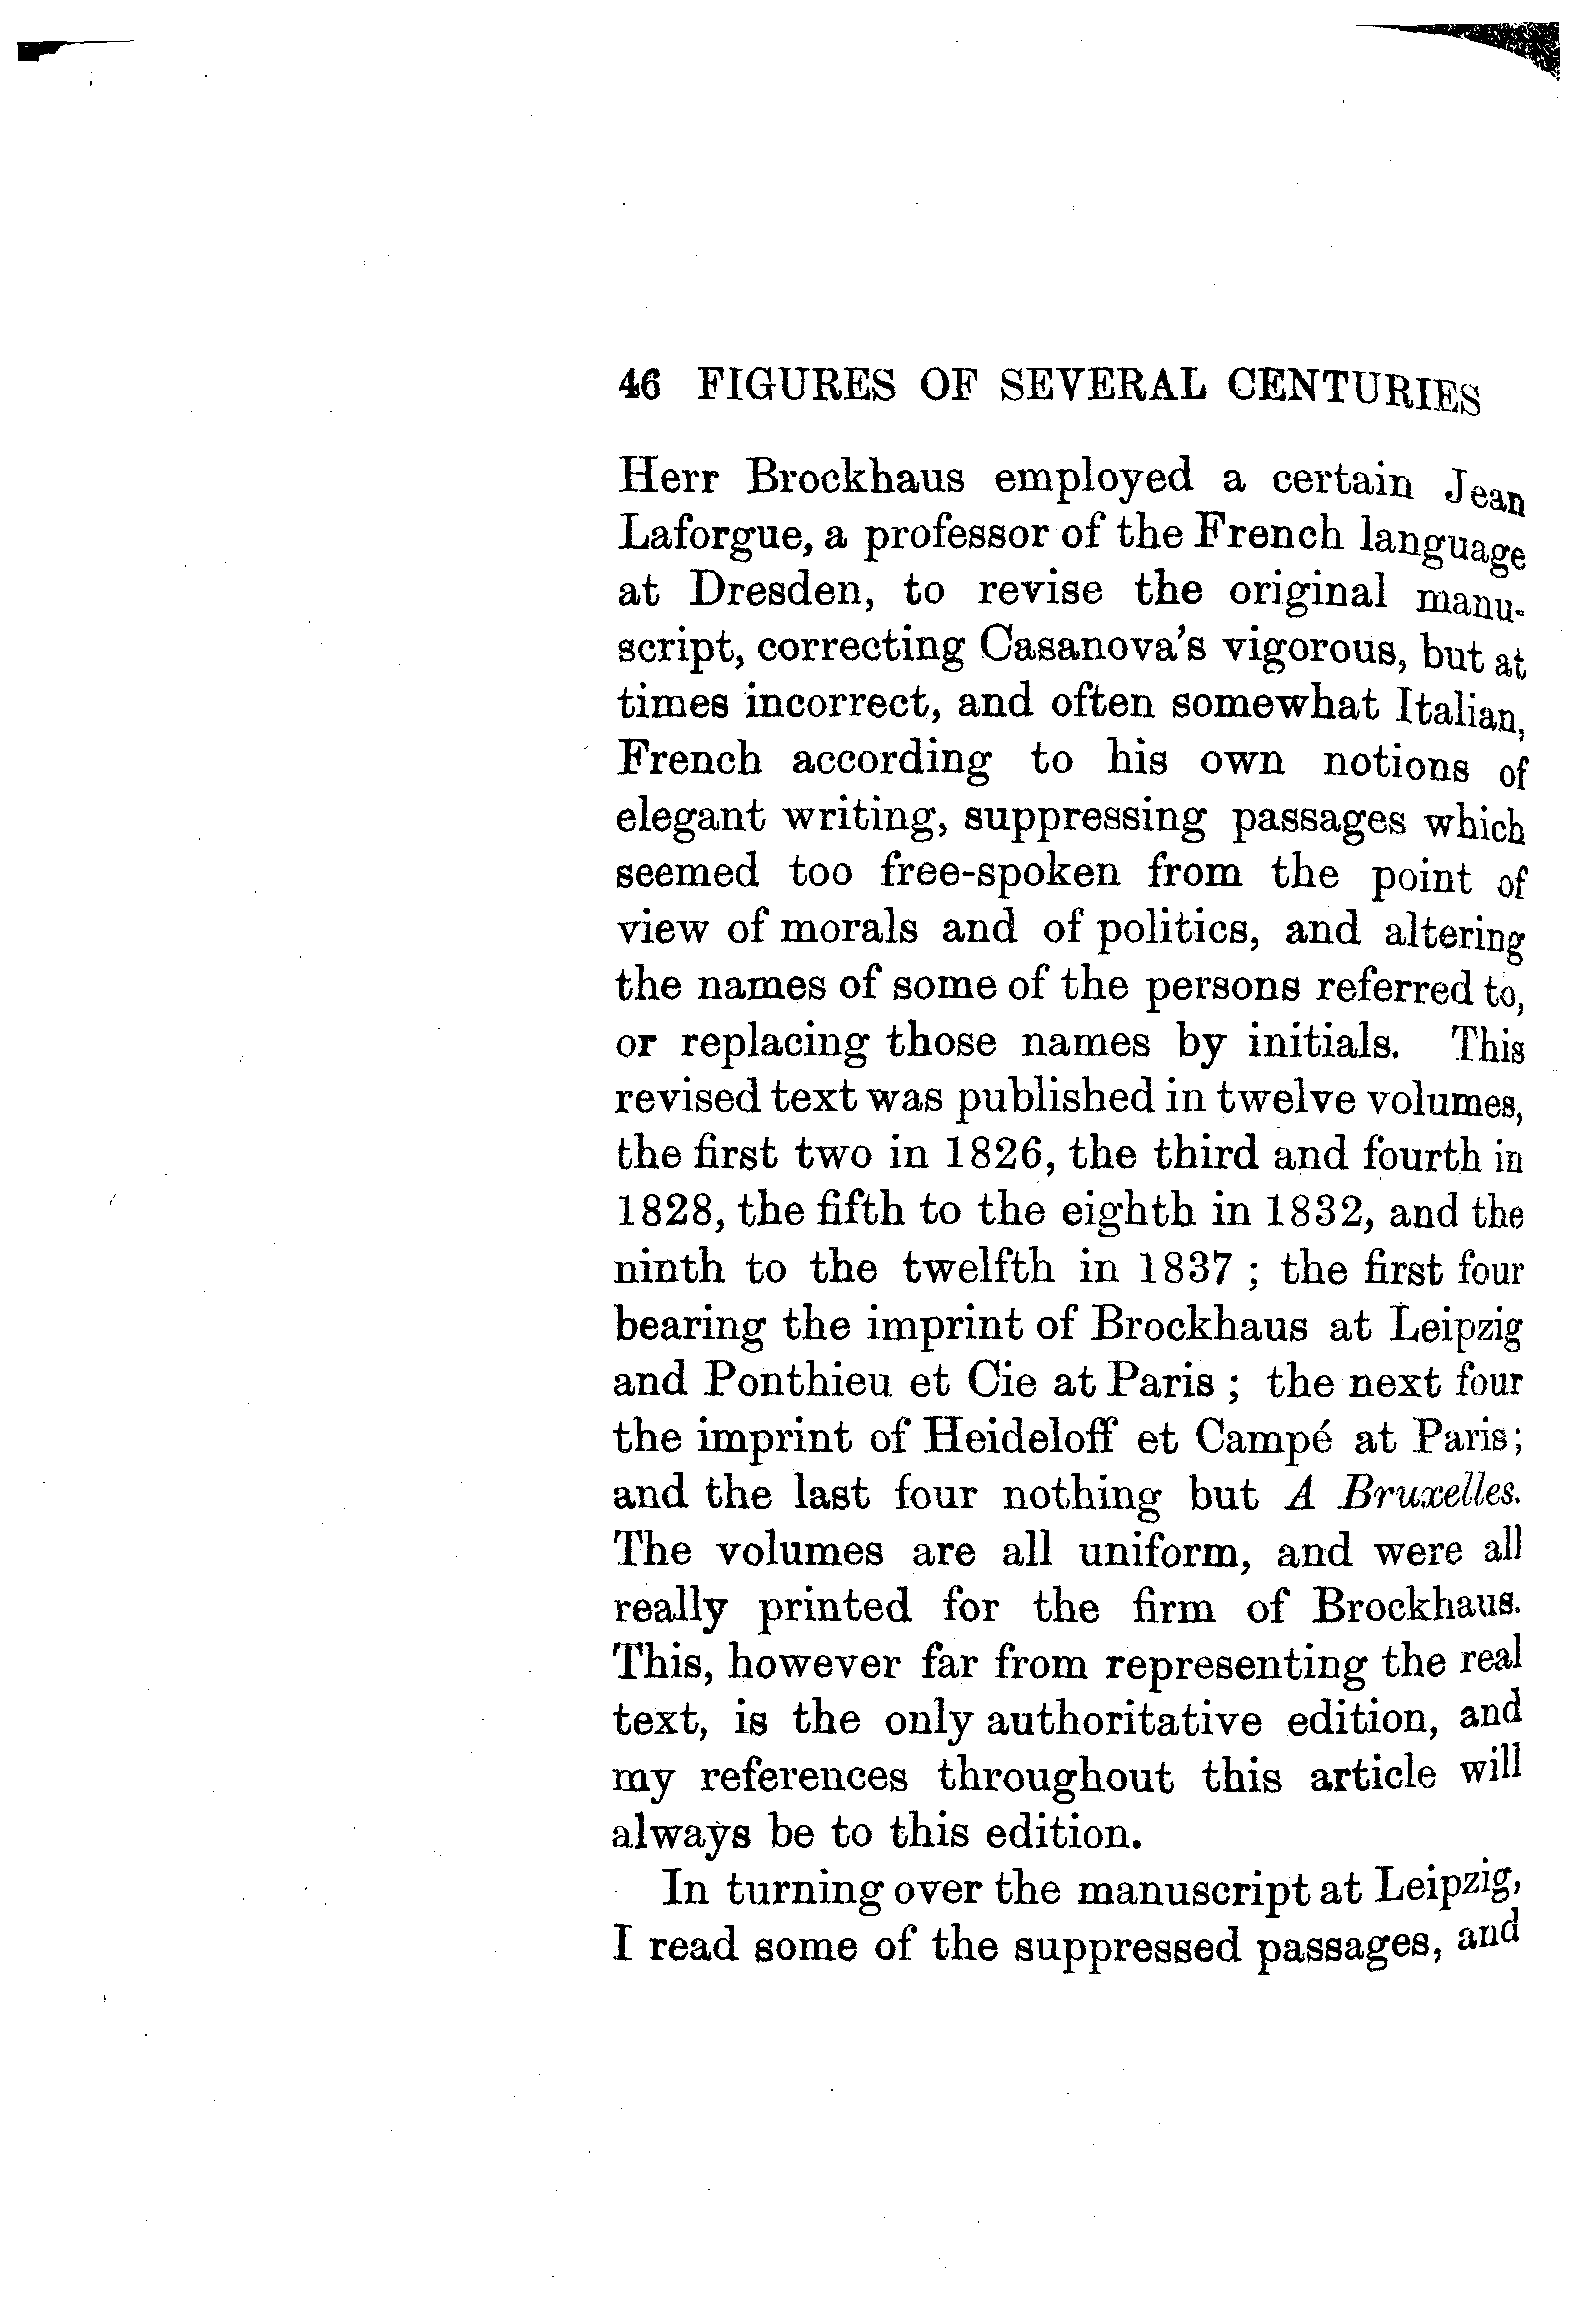 46 FIGURES OF SEVERAL CENTURIES
Herr Brockhaus employed a certain Jean
Laforgue, a professor of the French language
at Dresden, to revise the original manu-
script, correcting Casanova's vigorous, but at
times incorrect, and often somewhat Italian,
French according to his own notions of
elegant writing, suppressing passages which
seemed too free-spoken from the point of
view of morals and of politics, and altering
the names of some of the persons referred to,
or replacing those names by initials. This
revised text was published in twelve volumes,
the first two in 1826, the third and fourth in
1828, the fifth to the eighth in 1832, and the
ninth to the twelfth in 1837 ; the first four
bearing the imprint of Brockhaus at Leipzig
and Ponthieu et Cie at Paris ; the next four
the imprint of Heideloff et Campé at Paris;
and the last four nothing but A Bruxelles.
The volumes are all uniform, and were all
really printed for the firm of Brockhaus.
This, however far from representing the real
text, is the only authoritative edition, and
my references throughout this article will
always be to this edition.
In turning over the manuscript at Leipzig,
I read some of the suppressed passages, and